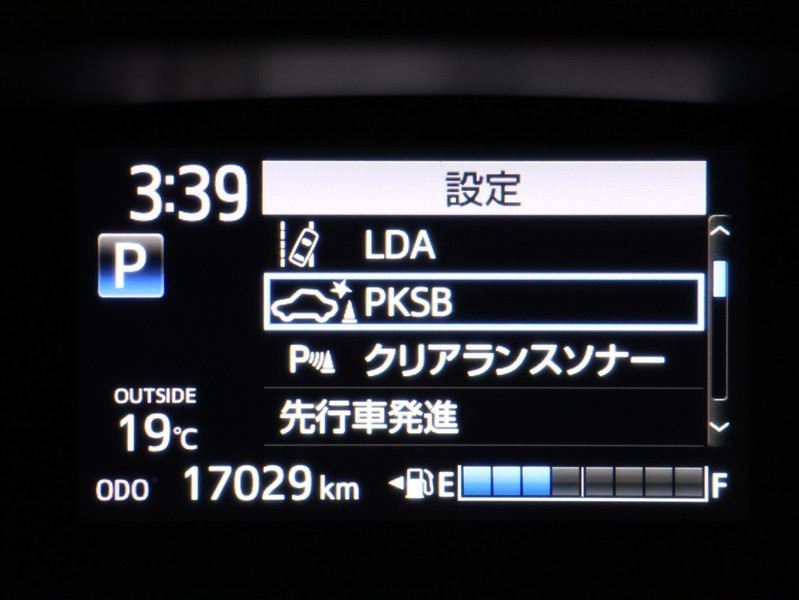 3:39
設定
P
LDA
PKSB
P クリアランスソナー
先行車発進
OUTSIDE
19℃
ODO 17029 km E F